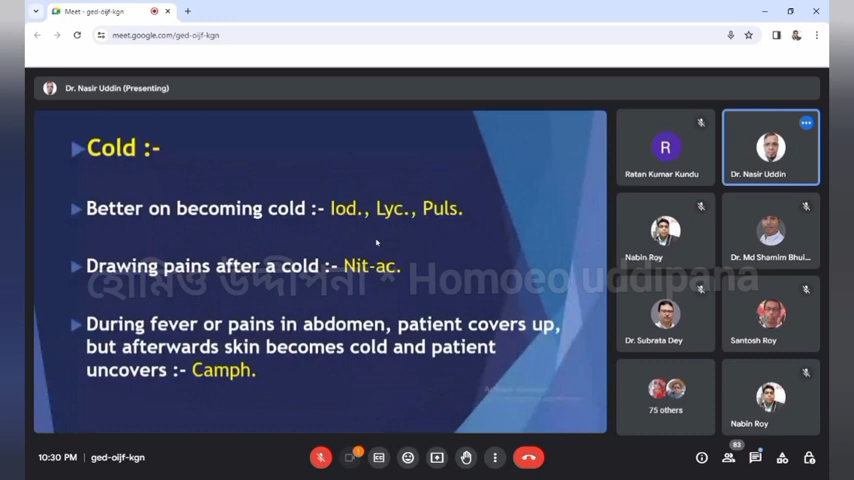 Meet - ged-oijf-kgn
meet.google.com/ged-oijf-kgn
Dr. Nasir Uddin (Presenting)
Cold :-
Better on becoming cold :- Iod., Lyc., Puls.
Drawing pains after a cold :- Nit-ac.
হোমিও উদ্দীপনা * Homoeo uddipana
During fever or pains in abdomen, patient covers up,
but afterwards skin becomes cold and patient
uncovers :- Camph.
R
Ratan Kumar Kundu
Dr. Nasir Uddin
Nabin Roy
Dr. Md Shamim Bhui...
Dr. Subrata Dey
Santosh Roy
75 others
Nabin Roy
10:30 PM
ged-oijf-kgn
83